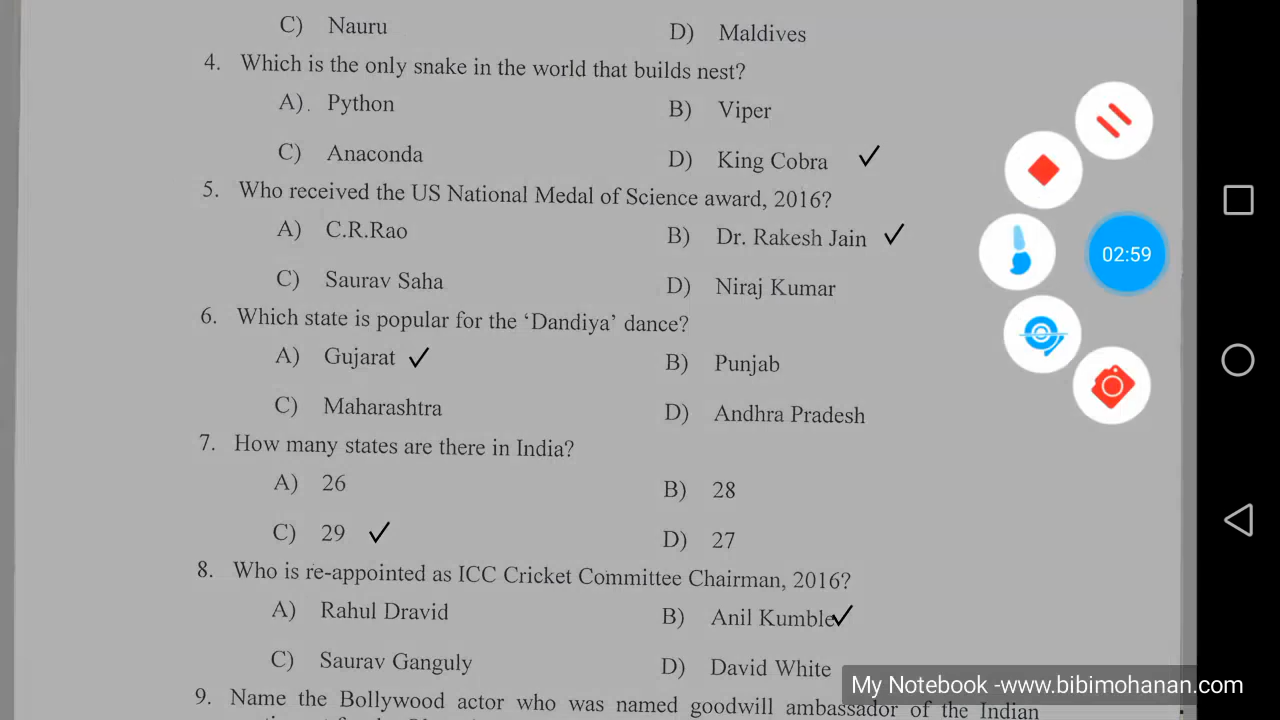 C) Nauru D) Maldives
4. Which is the only snake in the world that builds nest?
A). Python B) Viper
C) Anaconda D) King Cobra ✓
5. Who received the US National Medal of Science award, 2016?
A) C.R.Rao B) Dr. Rakesh Jain ✓
C) Saurav Saha D) Niraj Kumar
6. Which state is popular for the ‘Dandiya’ dance?
A) Gujarat ✓ B) Punjab
C) Maharashtra D) Andhra Pradesh
7. How many states are there in India?
A) 26 B) 28
C) 29 ✓ D) 27
8. Who is re-appointed as ICC Cricket Committee Chairman, 2016?
A) Rahul Dravid B) Anil Kumble ✓
C) Saurav Ganguly D) David White
9. Name the Bollywood actor who was named goodwill ambassador of the Indian
02:59
My Notebook -www.bibimohanan.com